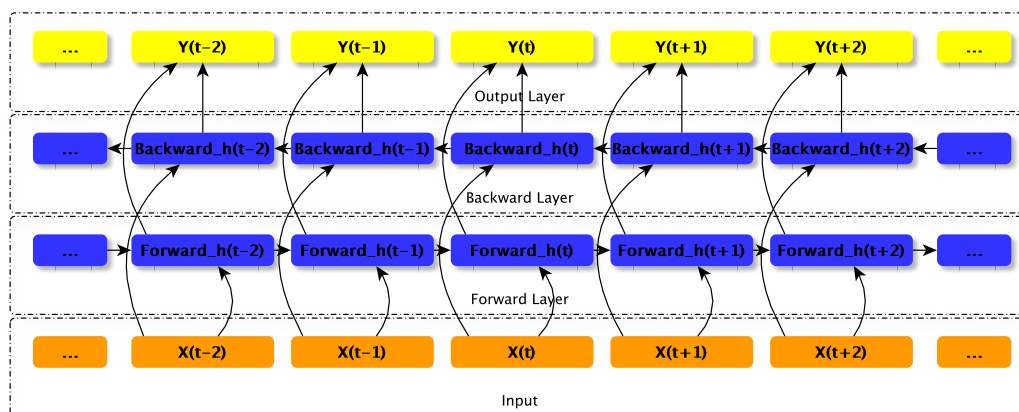 ... Y(t−2) Y(t−1) Y(t) Y(t+1) Y(t+2) ...
Output Layer
... Backward_h(t−2) Backward_h(t−1) Backward_h(t) Backward_h(t+1) Backward_h(t+2) ...
Backward Layer
... Forward_h(t−2) Forward_h(t−1) Forward_h(t) Forward_h(t+1) Forward_h(t+2) ...
Forward Layer
... X(t−2) X(t−1) X(t) X(t+1) X(t+2) ...
Input